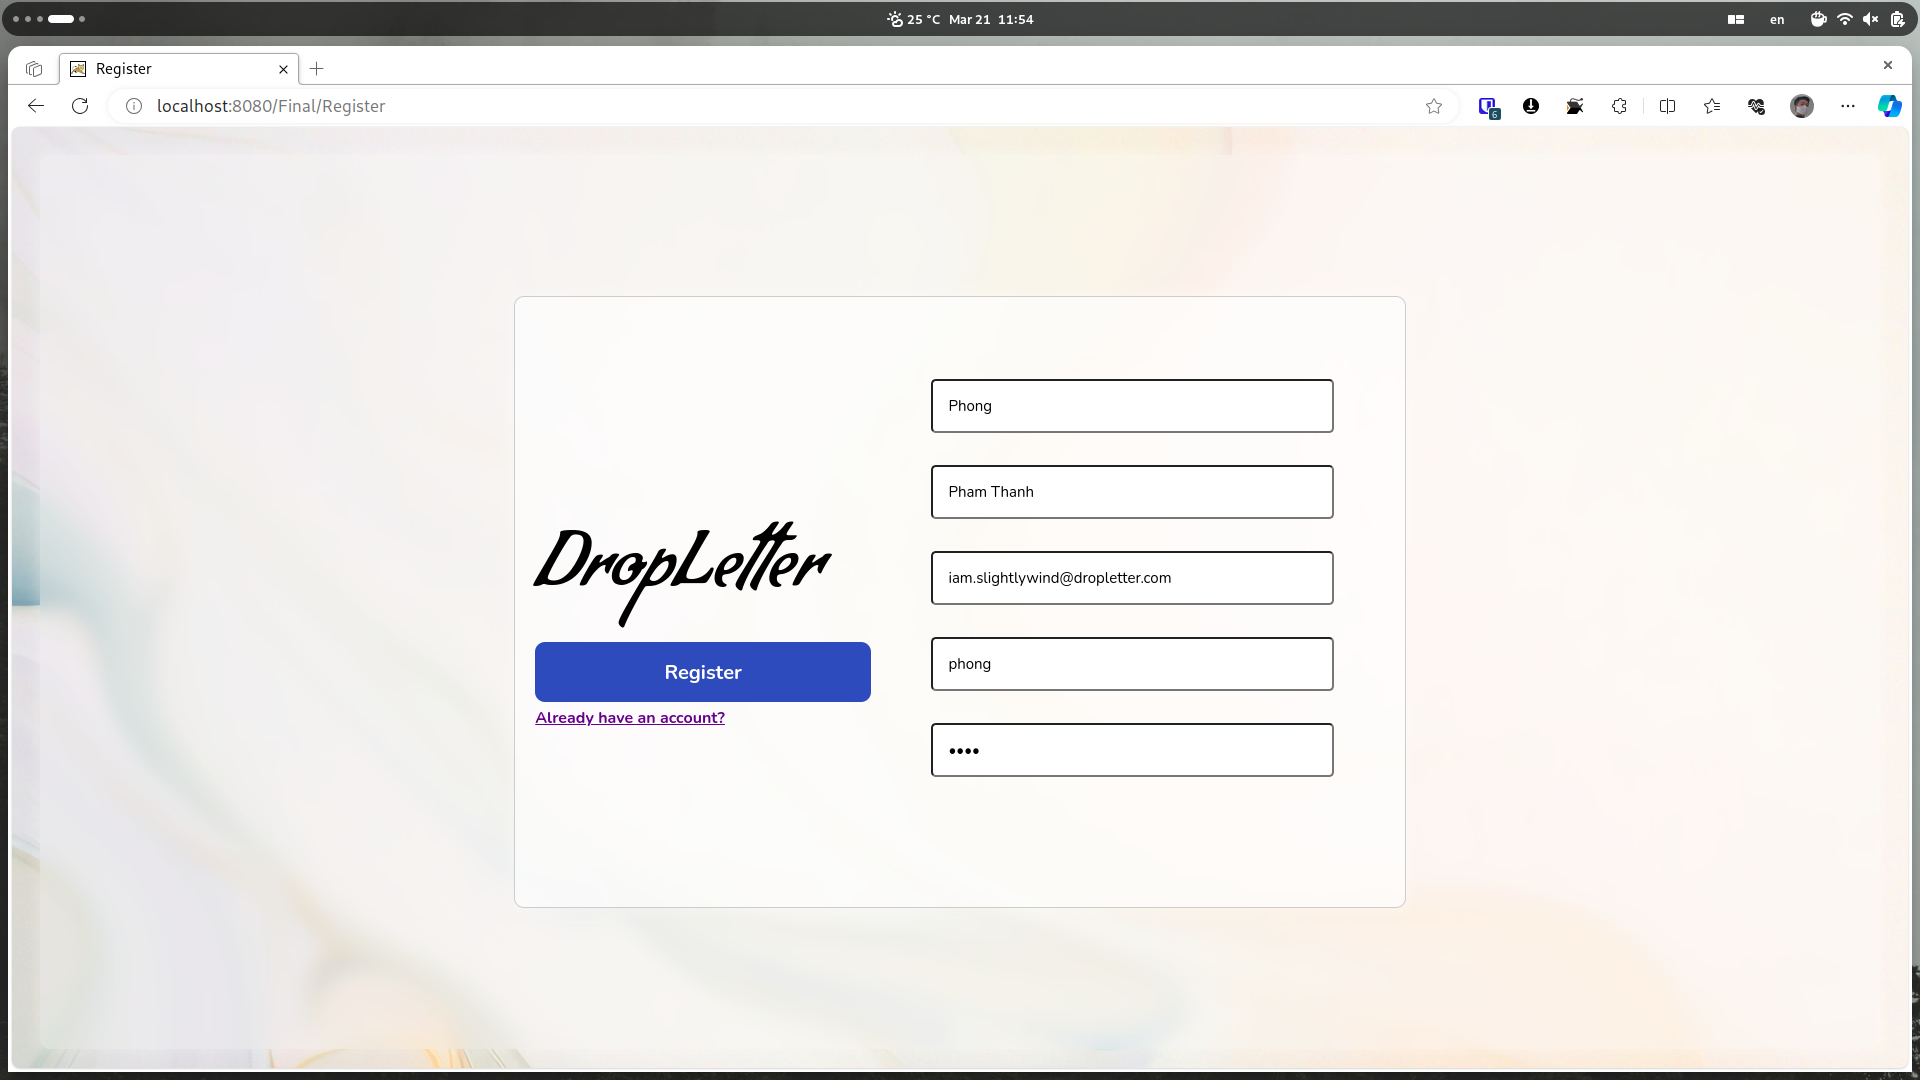 25 °C Mar 21 11:54
en
Register
localhost:8080/Final/Register
6
Phong
Pham Thanh
iam.slightlywind@dropletter.com
phong
••••
DropLetter
Register
Already have an account?